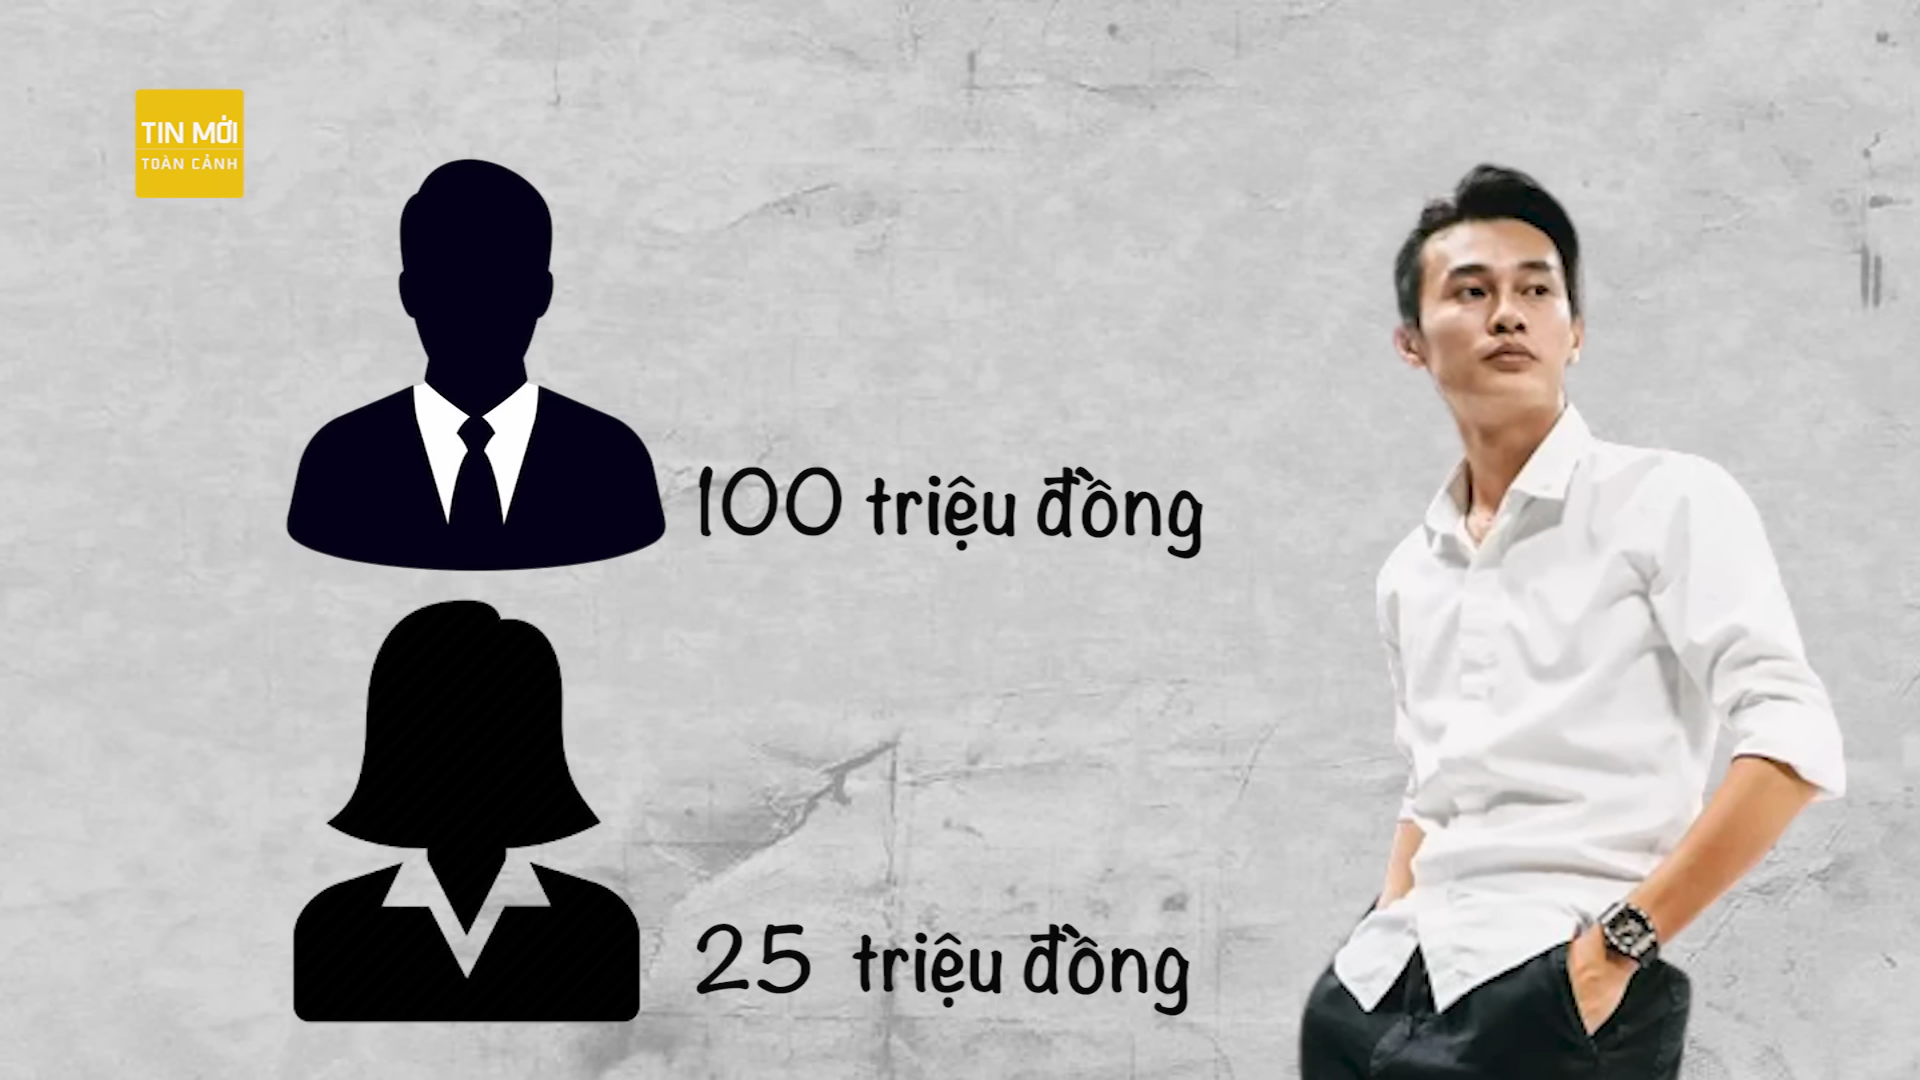 TIN MỚI
TOÀN CẢNH
100 triệu đồng
25 triệu đồng